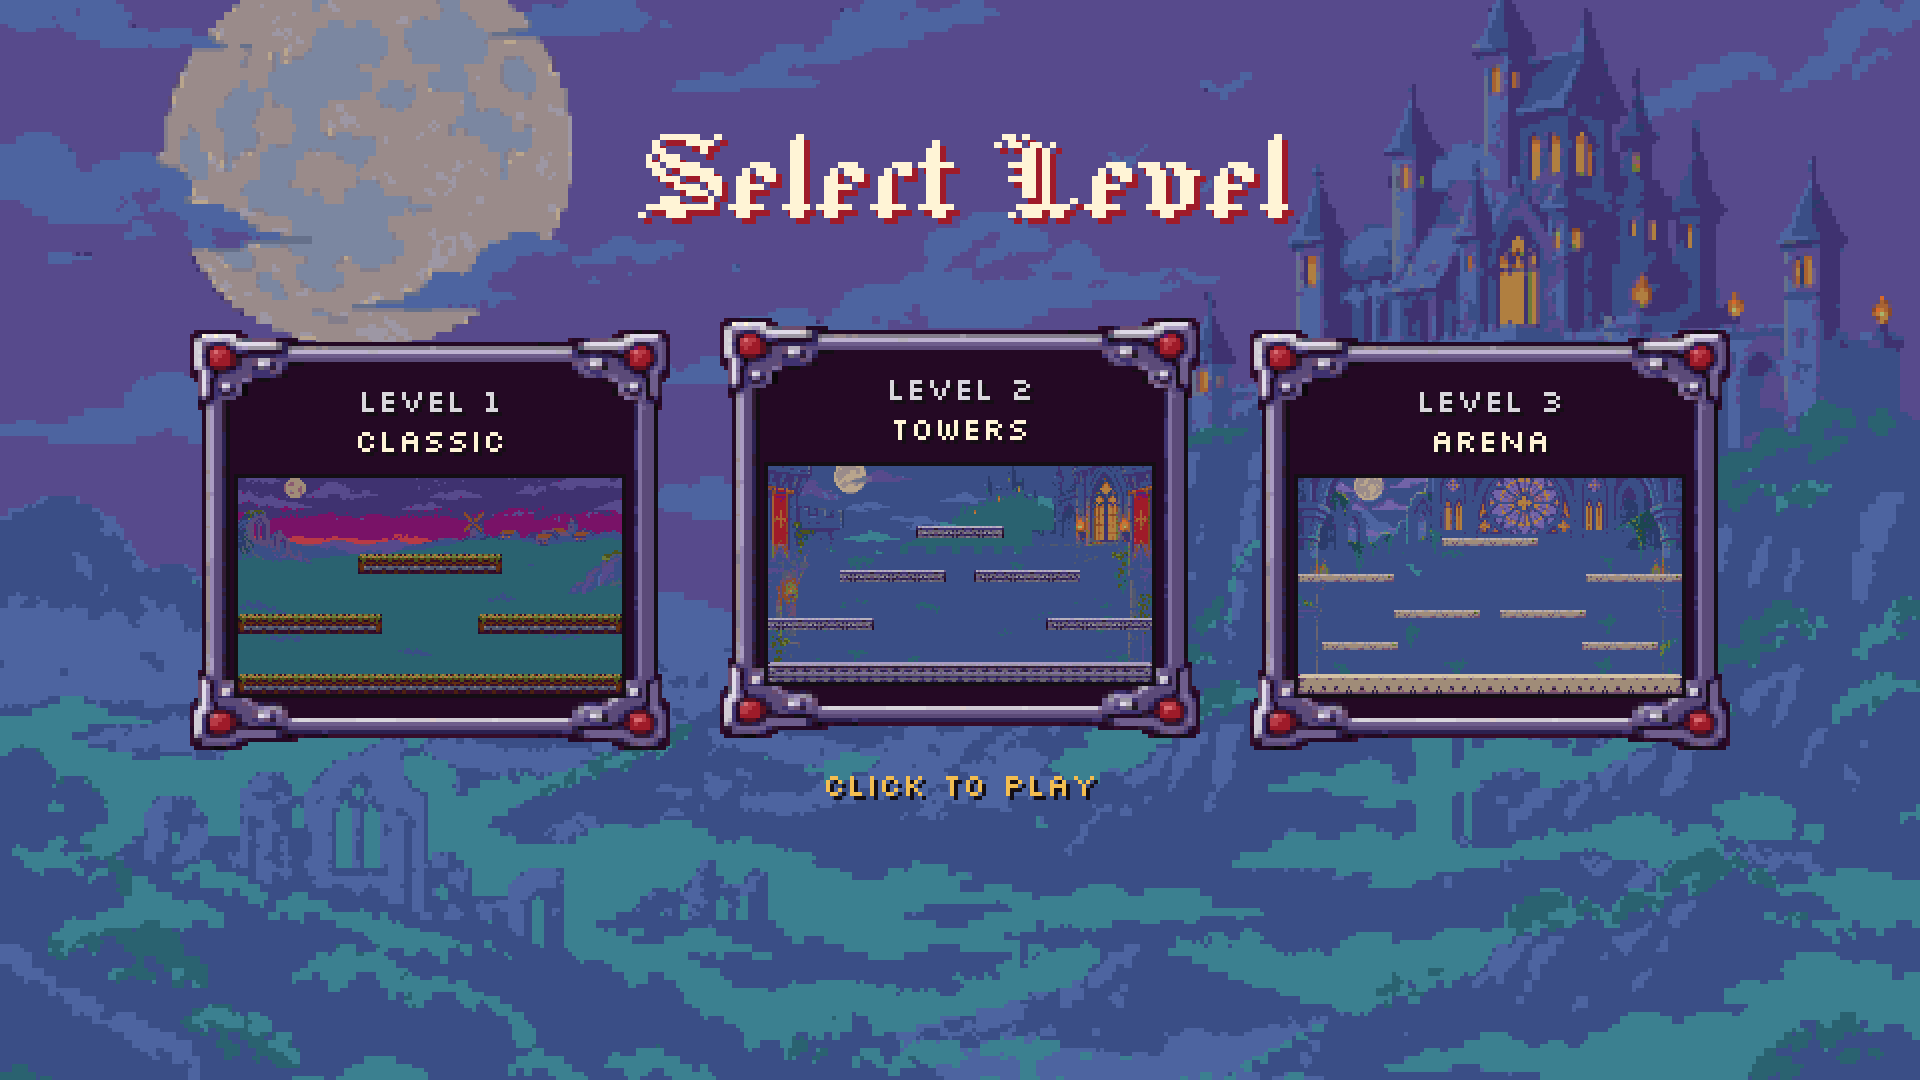 Select Level
LEVEL 1
CLASSIC
LEVEL 2
TOWERS
LEVEL 3
ARENA
CLICK TO PLAY